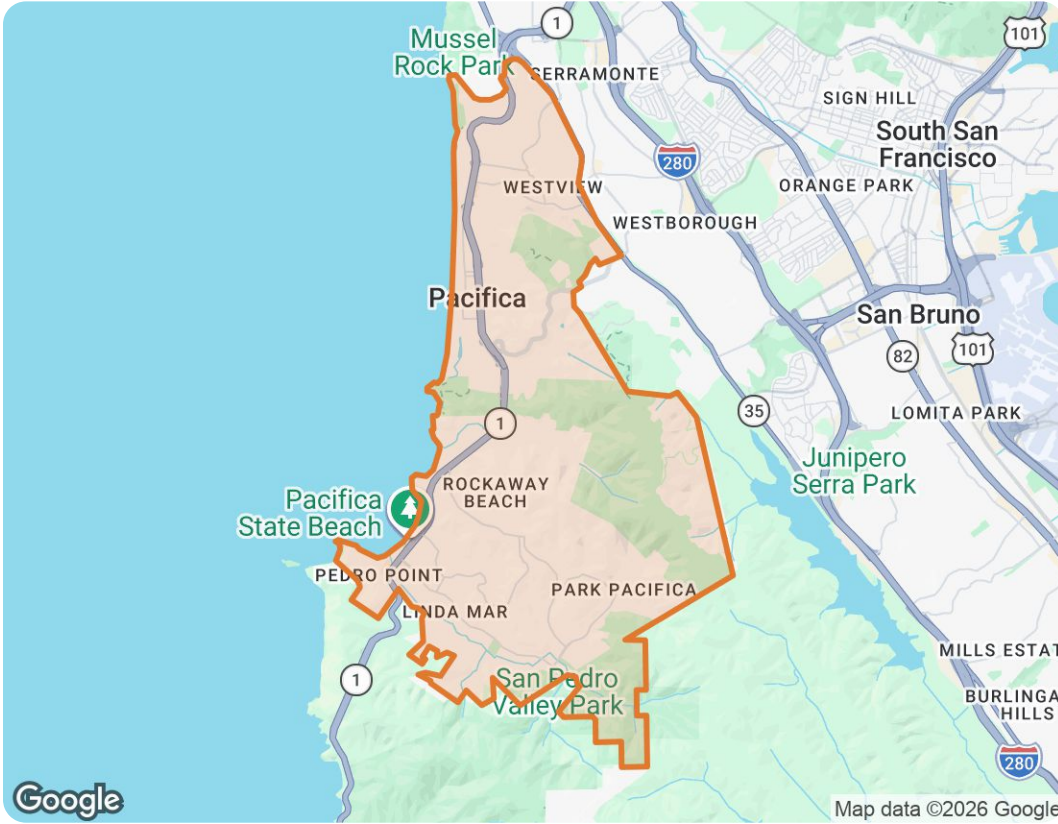 1
101
Mussel
Rock Park
SERRAMONTE
SIGN HILL
South San
Francisco
280
ORANGE PARK
WESTVIEW
WESTBOROUGH
Pacifica
San Bruno
82
101
35
LOMITA PARK
1
Junipero
Serra Park
ROCKAWAY
BEACH
Pacifica
State Beach
PEDRO POINT
PARK PACIFICA
LINDA MAR
San Pedro
Valley Park
1
MILLS ESTAT
BURLINGA
HILLS
280
Google
Map data ©2026 Google